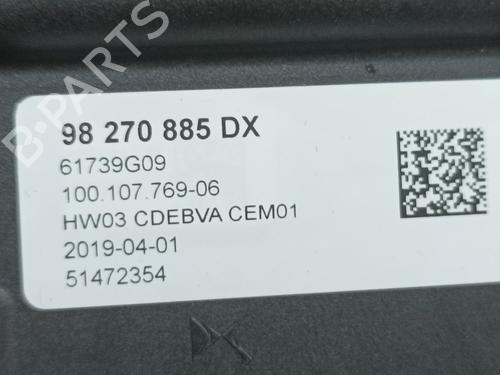 98 270 885 DX
61739G09
100.107.769-06
HW03 CDEBVA CEM01
2019-04-01
51472354
B-PARTS